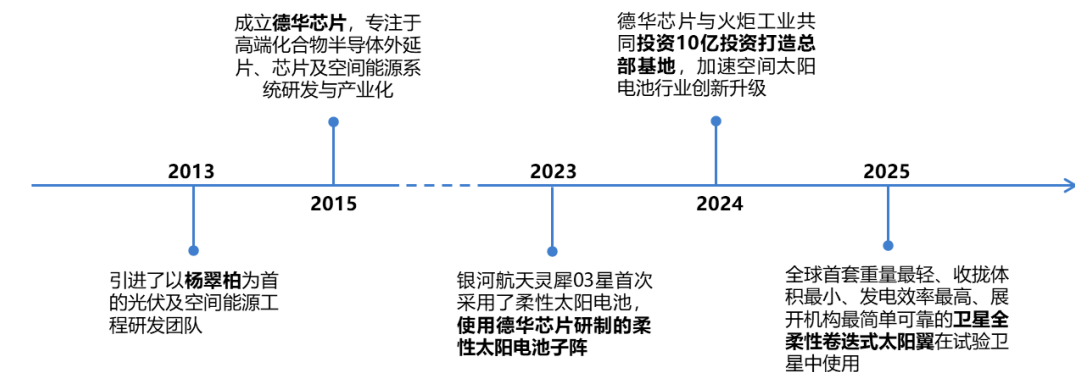 成立德华芯片，专注于
高端化合物半导体外延
片、芯片及空间能源系
统研发与产业化
德华芯片与火炬工业共
同投资10亿投资打造总
部基地，加速空间太阳
电池行业创新升级
2013
2015
2023
2024
2025
引进了以杨翠柏为首
的光伏及空间能源工
程研发团队
银河航天灵犀03星首次
采用了柔性太阳电池，
使用德华芯片研制的柔
性太阳电池子阵
全球首套重量最轻、收拢体
积最小、发电效率最高、展
开机构最简单可靠的卫星全
柔性卷迭式太阳翼在试验卫
星中使用